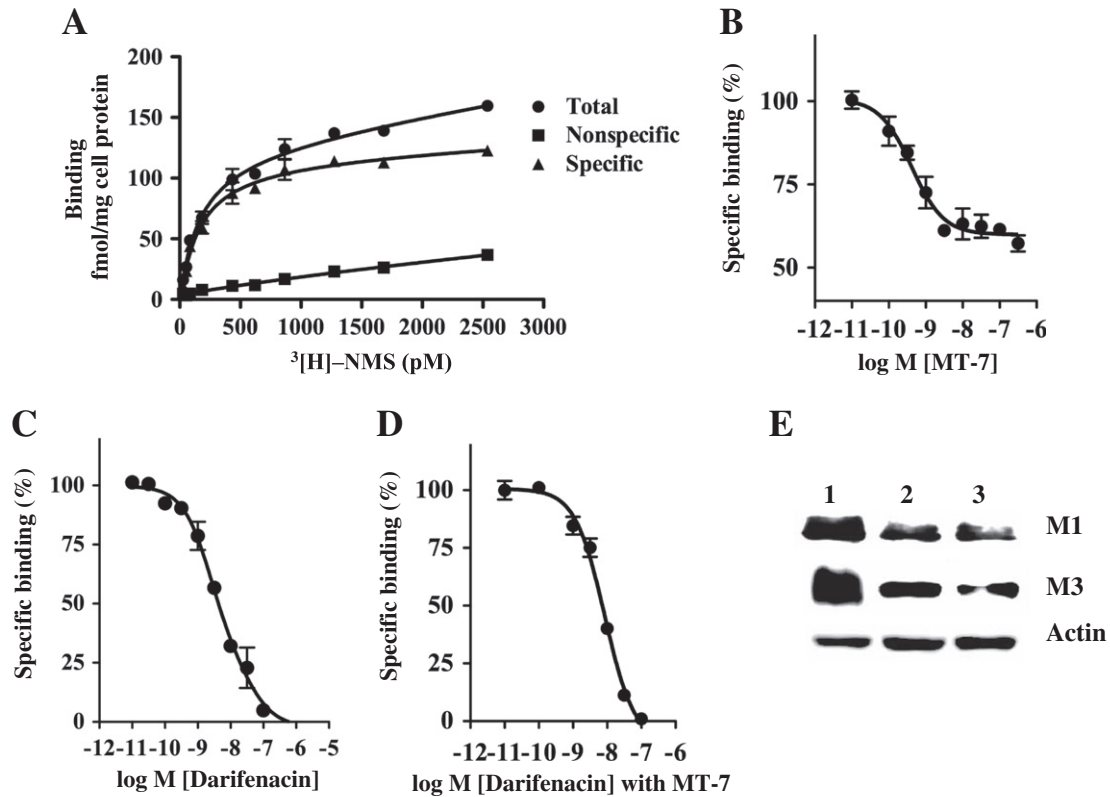 A
200
150
100
50
0
0 500 1000 1500 2000 2500 3000
Binding
fmol/mg cell protein
³[H]–NMS (pM)
Total
Nonspecific
Specific
B
100
75
50
-12 -11 -10 -9 -8 -7 -6
Specific binding (%)
log M [MT-7]
C
100
75
50
25
0
-12 -11 -10 -9 -8 -7 -6 -5
Specific binding (%)
log M [Darifenacin]
D
100
75
50
25
0
-12 -11 -10 -9 -8 -7 -6
Specific binding (%)
log M [Darifenacin] with MT-7
E
1 2 3
M1
M3
Actin